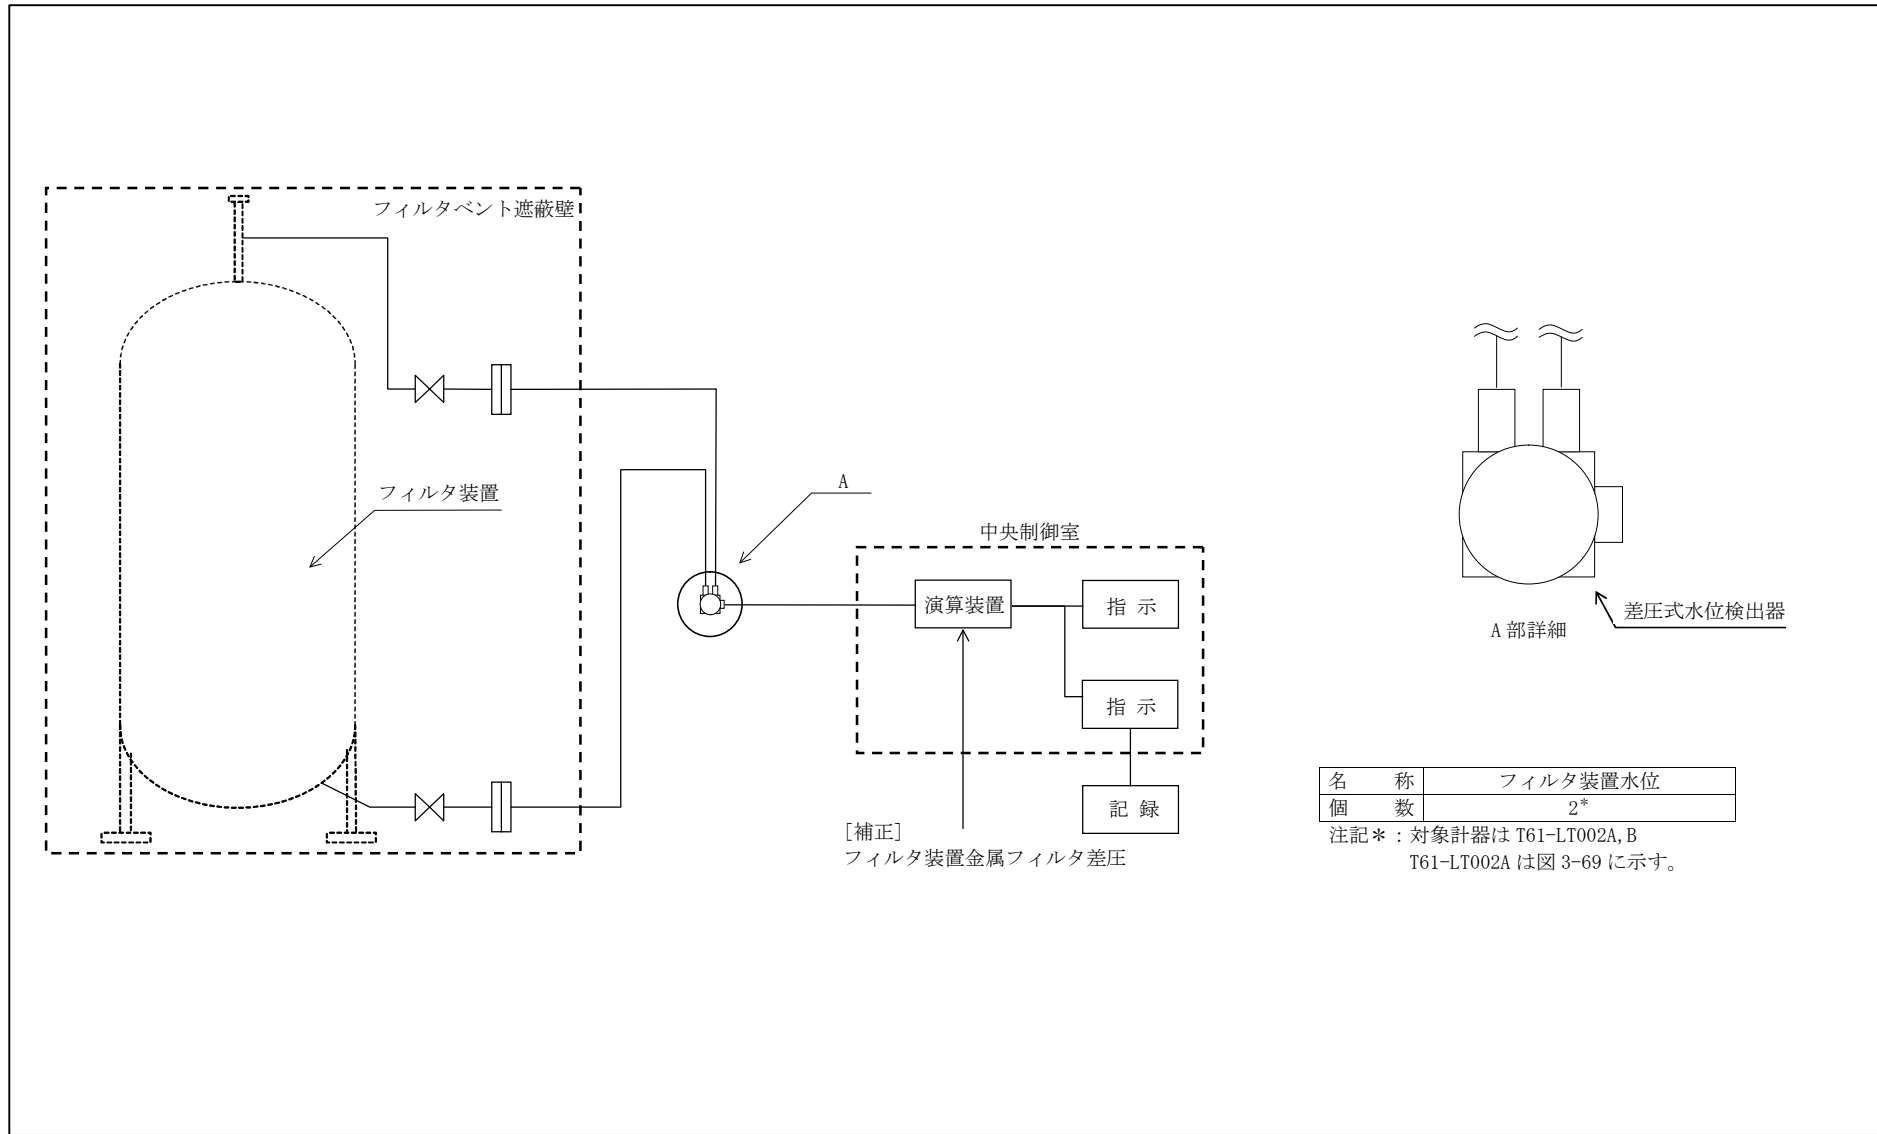 フィルタベント遮蔽壁
フィルタ装置
A
中央制御室
演算装置
指 示
指 示
記 録
[補正]
フィルタ装置金属フィルタ差圧
差圧式水位検出器
A 部詳細
名 称 フィルタ装置水位
個 数 2*
注記＊：対象計器は T61-LT002A,B
T61-LT002A は図 3-69 に示す。